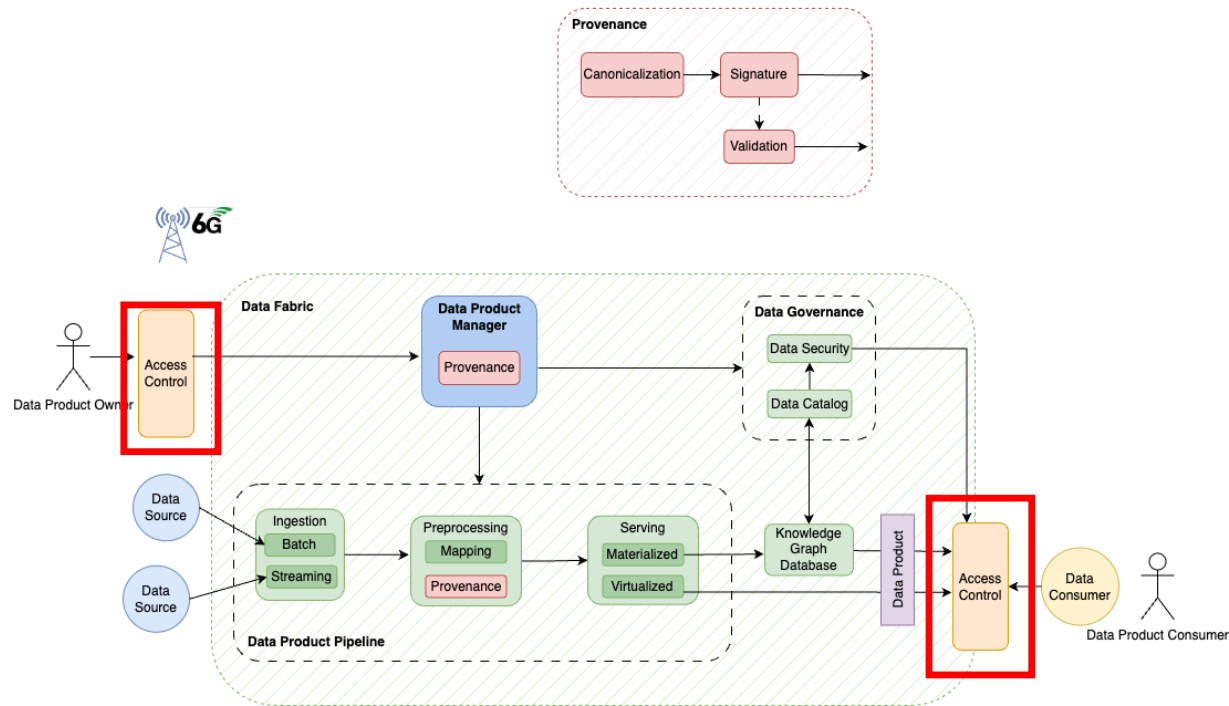 Provenance
Canonicalization
Signature
Validation
6G
Data Fabric
Data Product
Manager
Provenance
Data Governance
Data Security
Data Catalog
Access
Control
Data Product Owner
Data
Source
Data
Source
Ingestion
Batch
Streaming
Preprocessing
Mapping
Provenance
Serving
Materialized
Virtualized
Data Product Pipeline
Knowledge
Graph
Database
Data Product
Access
Control
Data
Consumer
Data Product Consumer